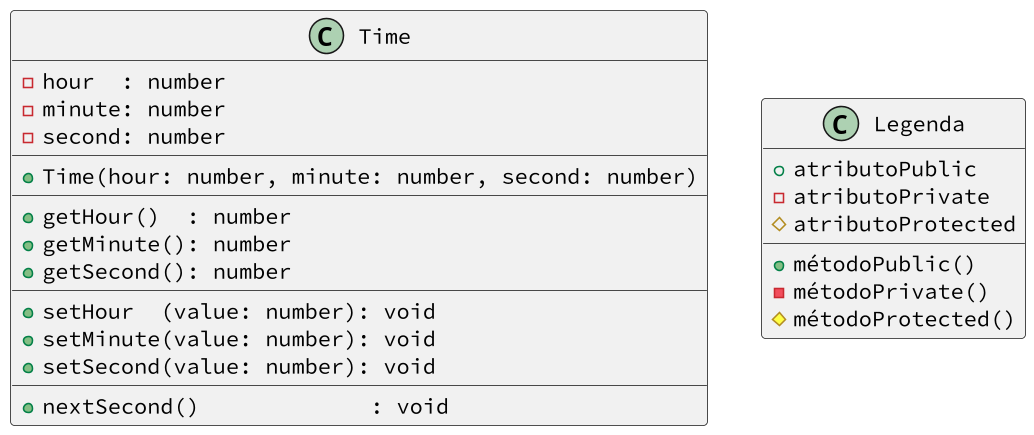 C Time
hour  : number
minute: number
second: number
Time(hour: number, minute: number, second: number)
getHour()  : number
getMinute(): number
getSecond(): number
setHour  (value: number): void
setMinute(value: number): void
setSecond(value: number): void
nextSecond()             : void
C Legenda
atributoPublic
atributoPrivate
atributoProtected
métodoPublic()
métodoPrivate()
métodoProtected()